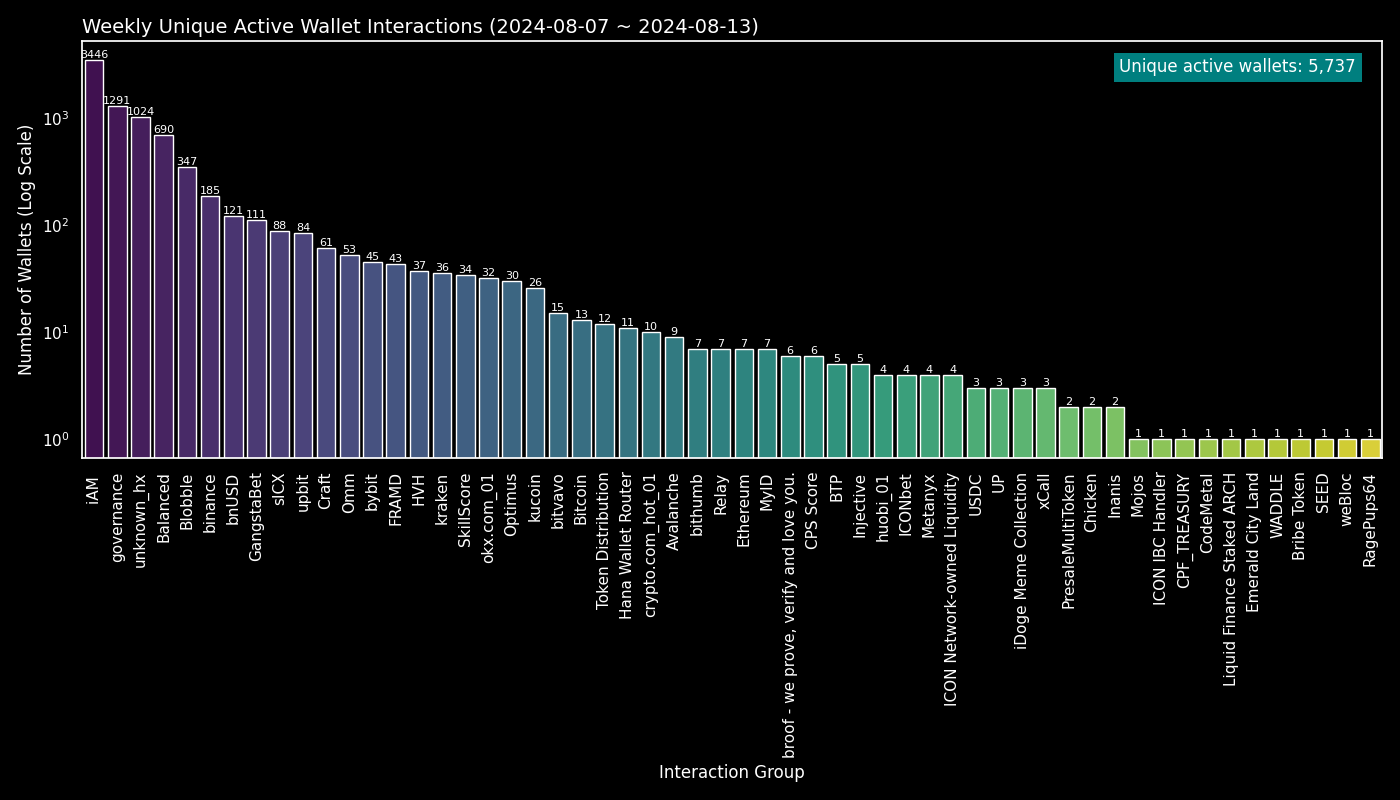 Weekly Unique Active Wallet Interactions (2024-08-07 ~ 2024-08-13)
Unique active wallets: 5,737
Number of Wallets (Log Scale)
10³
10²
10¹
10⁰
3446
1291
1024
690
347
185
121
111
88
84
61
53
45
43
37
36
34
32
30
26
15
13
12
11
10
9
7
7
7
7
6
6
5
5
4
4
4
4
3
3
3
3
2
2
2
1
1
1
1
1
1
1
1
1
1
1
iAM
governance
unknown_hx
Balanced
Blobble
binance
bnUSD
GangstaBet
sICX
upbit
Craft
Omm
bybit
FRAMD
HVH
kraken
SkillScore
okx.com_01
Optimus
kucoin
bitvavo
Bitcoin
Token Distribution
Hana Wallet Router
crypto.com_hot_01
Avalanche
bithumb
Relay
Ethereum
MyID
broof - we prove, verify and love you.
CPS Score
BTP
Injective
huobi_01
ICONbet
Metanyx
ICON Network-owned Liquidity
USDC
UP
iDoge Meme Collection
xCall
PresaleMultiToken
Chicken
Inanis
Mojos
ICON IBC Handler
CPF_TREASURY
CodeMetal
Liquid Finance Staked ARCH
Emerald City Land
WADDLE
Bribe Token
SEED
weBloc
RagePups64
Interaction Group